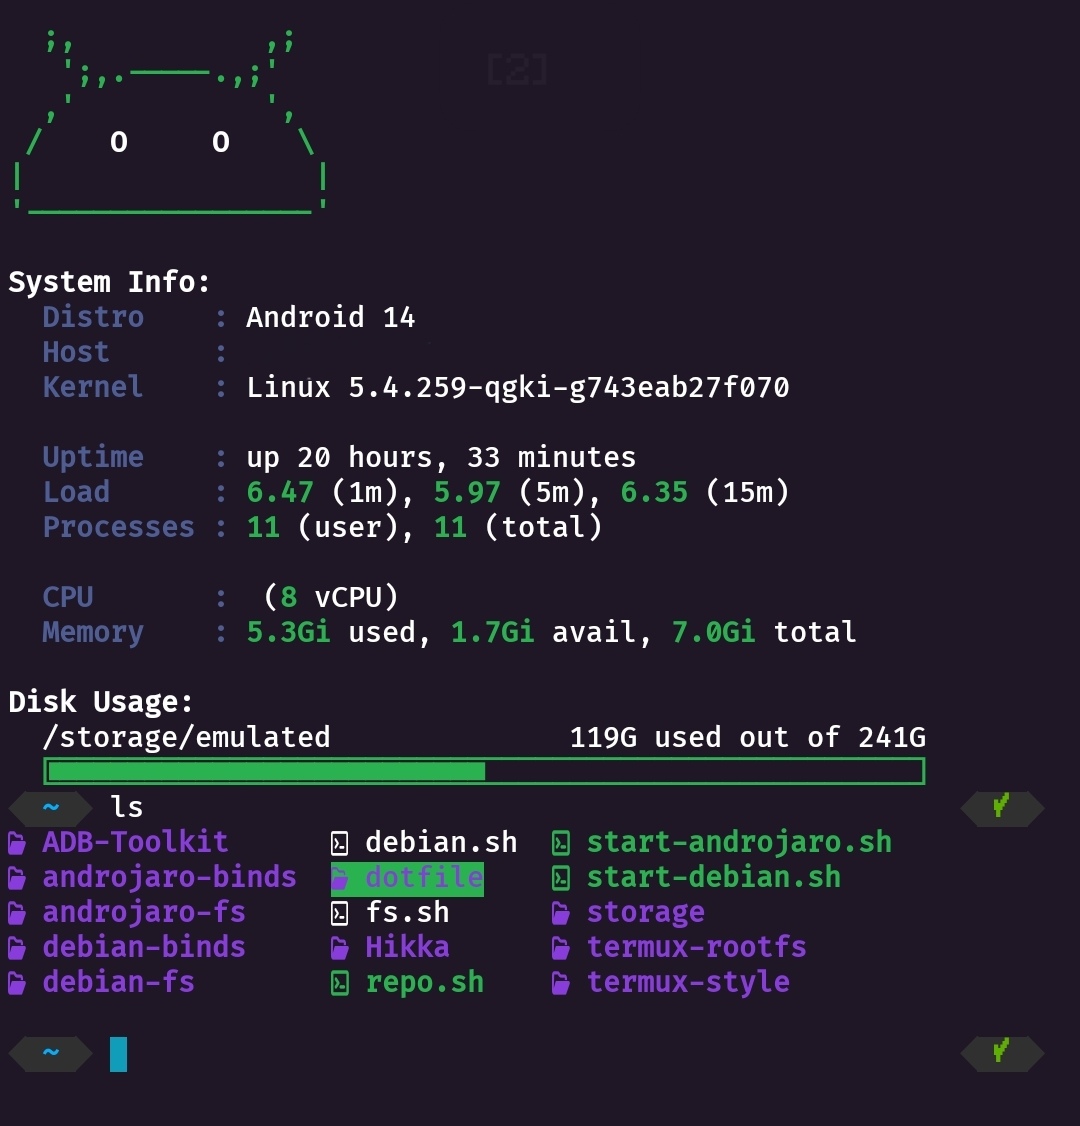 [2]
O O
System Info:
Distro : Android 14
Host :
Kernel : Linux 5.4.259-qgki-g743eab27f070
Uptime : up 20 hours, 33 minutes
Load : 6.47 (1m), 5.97 (5m), 6.35 (15m)
Processes : 11 (user), 11 (total)
CPU : (8 vCPU)
Memory : 5.3Gi used, 1.7Gi avail, 7.0Gi total
Disk Usage:
/storage/emulated 119G used out of 241G
~ ls ✓
ADB-Toolkit debian.sh start-androjaro.sh
androjaro-binds dotfile start-debian.sh
androjaro-fs fs.sh storage
debian-binds Hikka termux-rootfs
debian-fs repo.sh termux-style
~ ✓